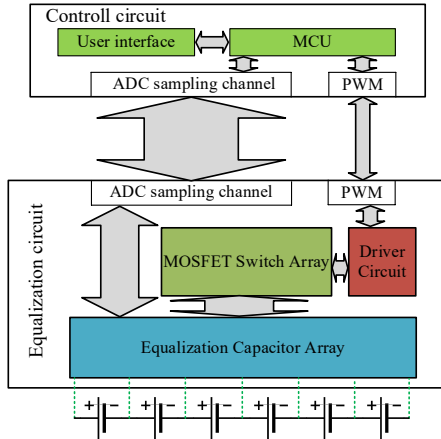 Controll circuit
User interface
MCU
ADC sampling channel
PWM
ADC sampling channel
PWM
Equalization circuit
MOSFET Switch Array
Driver
Circuit
Equalization Capacitor Array
+ − + − + − + − + − + −